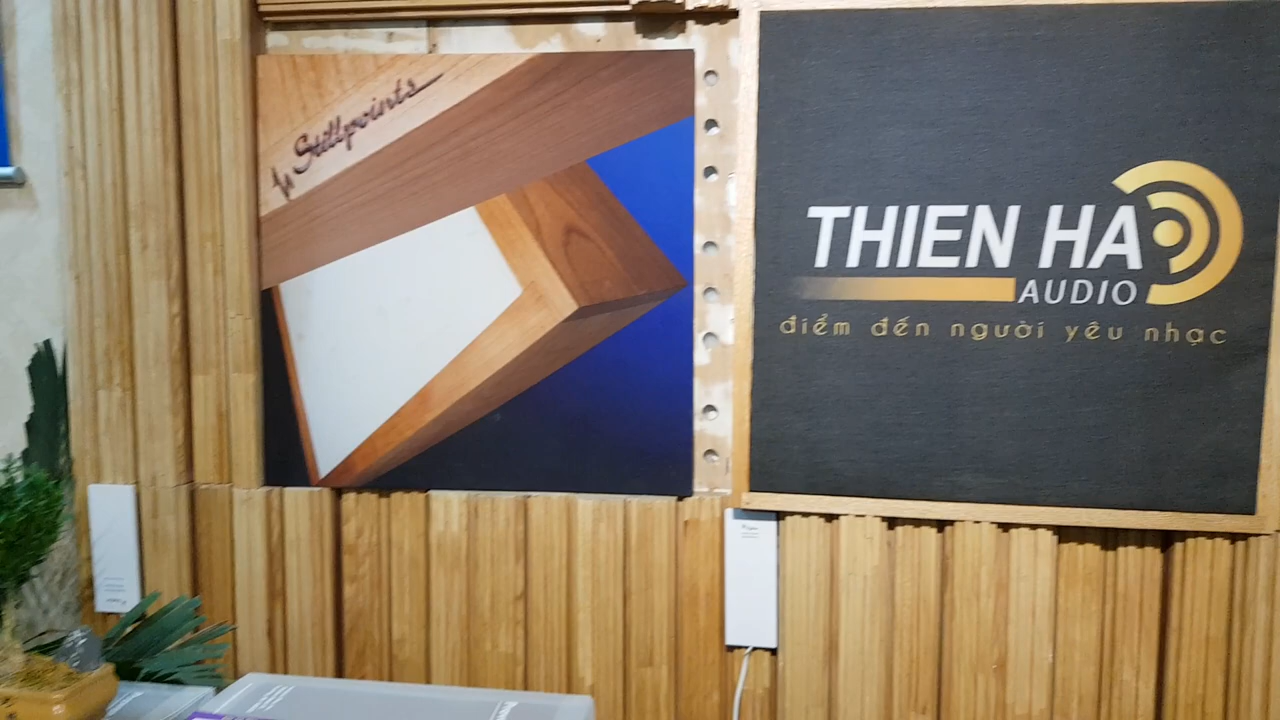 Stillpoints
THIEN HA
AUDIO
điểm đến người yêu nhạc